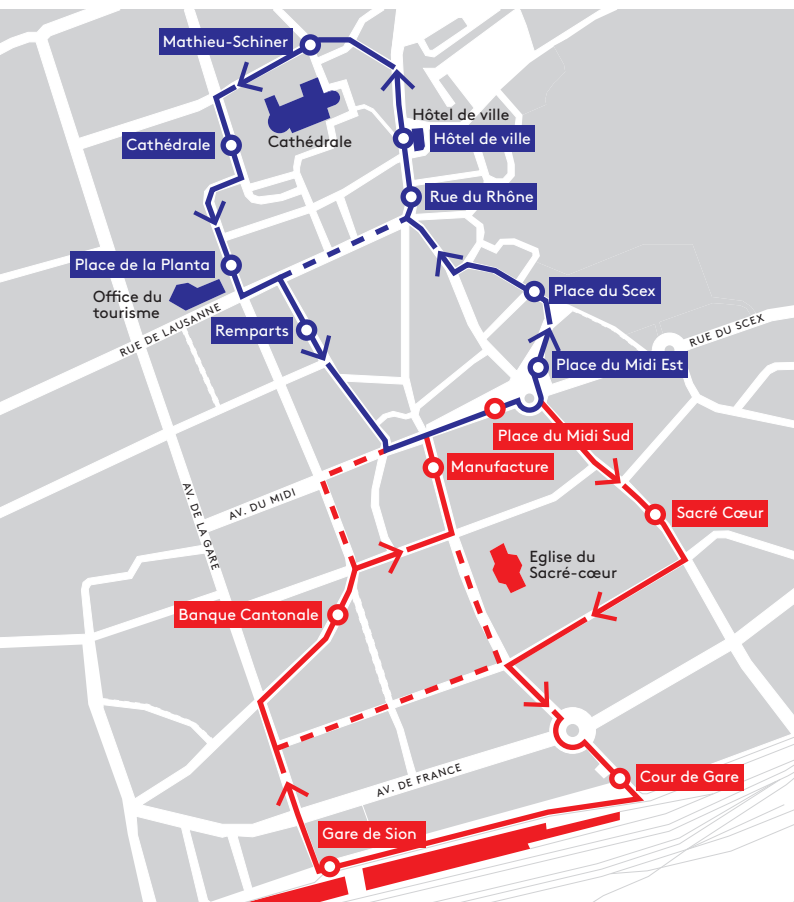 Mathieu-Schiner
Hôtel de ville
Hôtel de ville
Cathédrale
Cathédrale
Rue du Rhône
Place de la Planta
Place du Scex
Office du
tourisme
RUE DE LAUSANNE
Remparts
RUE DU SCEX
Place du Midi Est
Place du Midi Sud
Manufacture
AV. DU MIDI
AV. DE LA GARE
Sacré Cœur
Eglise du
Sacré-cœur
Banque Cantonale
AV. DE FRANCE
Cour de Gare
Gare de Sion